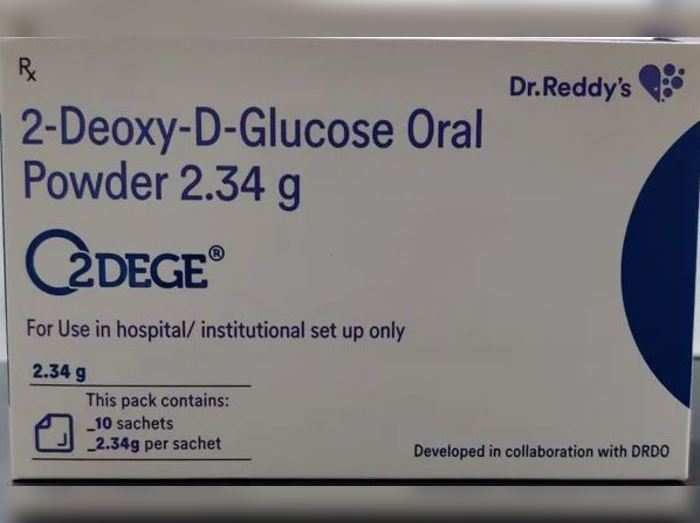 Rx
Dr.Reddy's
2-Deoxy-D-Glucose Oral
Powder 2.34 g
2DEGE®
For Use in hospital/ institutional set up only
2.34 g
This pack contains:
_10 sachets
_2.34g per sachet
Developed in collaboration with DRDO